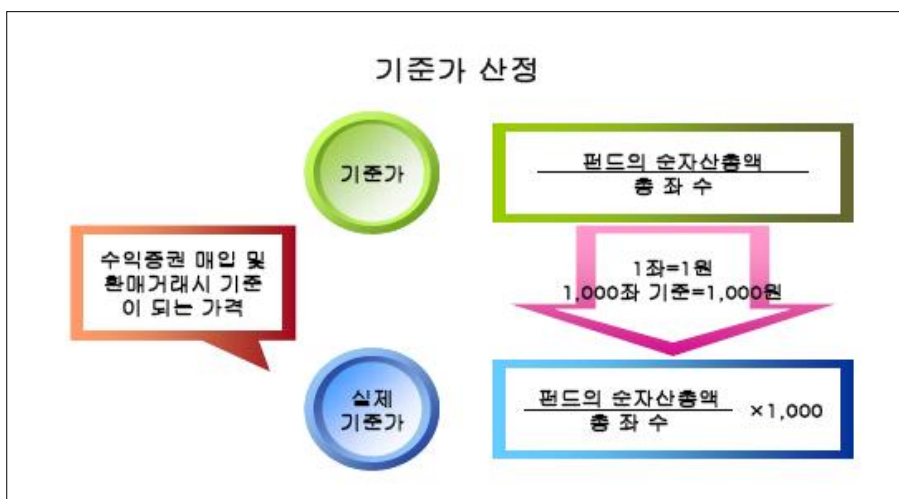 기준가 산정
기준가
펀드의 순자산총액
총 좌 수
수익증권 매입 및
환매거래시 기준
이 되는 가격
1좌=1원
1,000좌 기준=1,000원
실제
기준가
펀드의 순자산총액
총 좌 수
×1,000